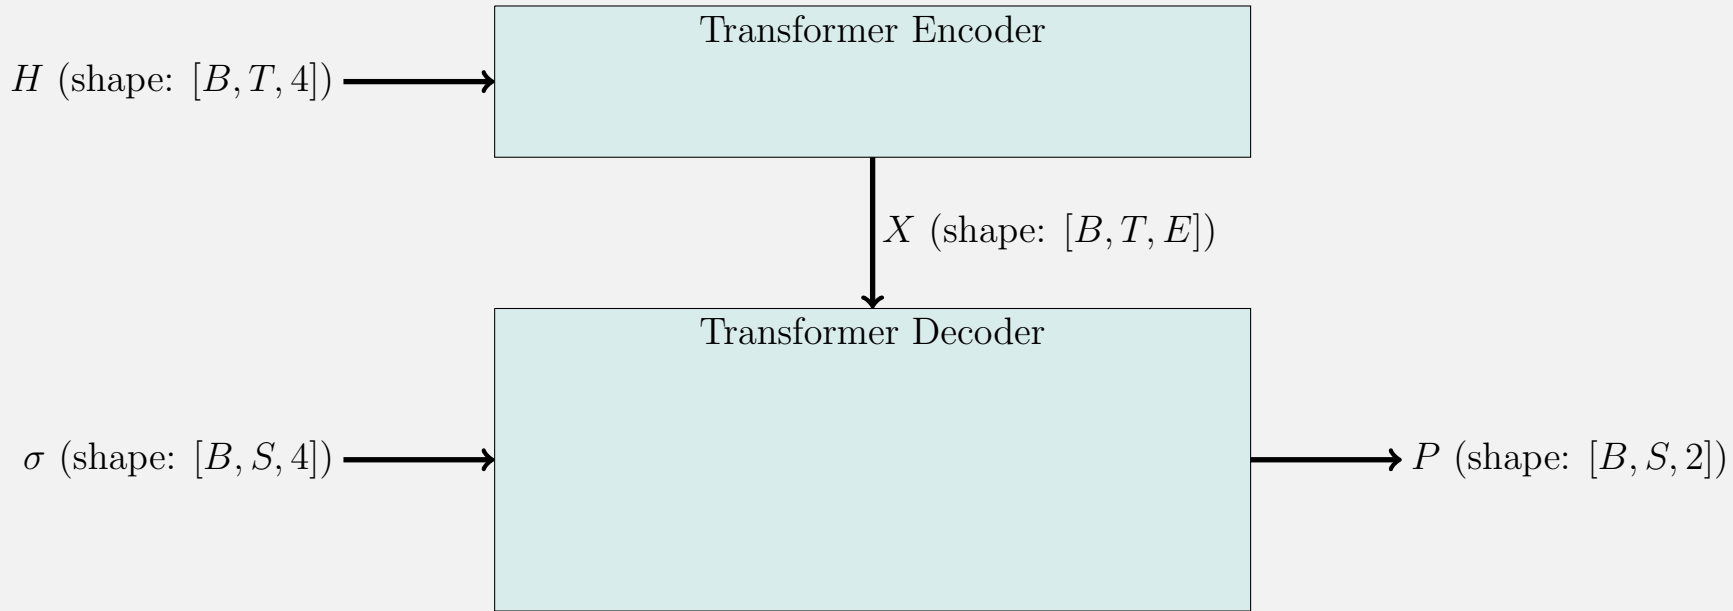 Transformer Encoder
H (shape: [B, T, 4])
X (shape: [B, T, E])
Transformer Decoder
σ (shape: [B, S, 4])
P (shape: [B, S, 2])